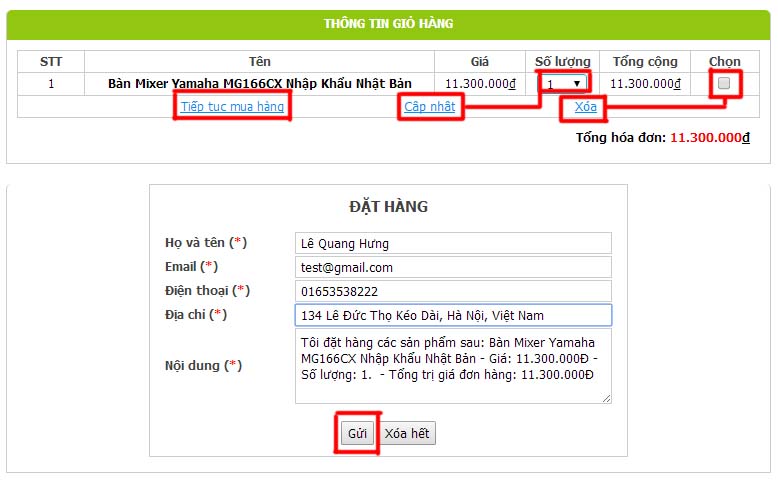 THÔNG TIN GIỎ HÀNG
STT Tên Giá Số lượng Tổng cộng Chọn
1 Bàn Mixer Yamaha MG166CX Nhập Khẩu Nhật Bản 11.300.000₫ 1 11.300.000₫
Tiếp tục mua hàng Cập nhật Xóa
Tổng hóa đơn: 11.300.000₫
ĐẶT HÀNG
Họ và tên (*) Lê Quang Hưng
Email (*) test@gmail.com
Điện thoại (*) 01653538222
Địa chỉ (*) 134 Lê Đức Thọ Kéo Dài, Hà Nội, Việt Nam
Nội dung (*) Tôi đặt hàng các sản phẩm sau: Bàn Mixer Yamaha
MG166CX Nhập Khẩu Nhật Bản - Giá: 11.300.000Đ -
Số lượng: 1. - Tổng trị giá đơn hàng: 11.300.000Đ
Gửi Xóa hết